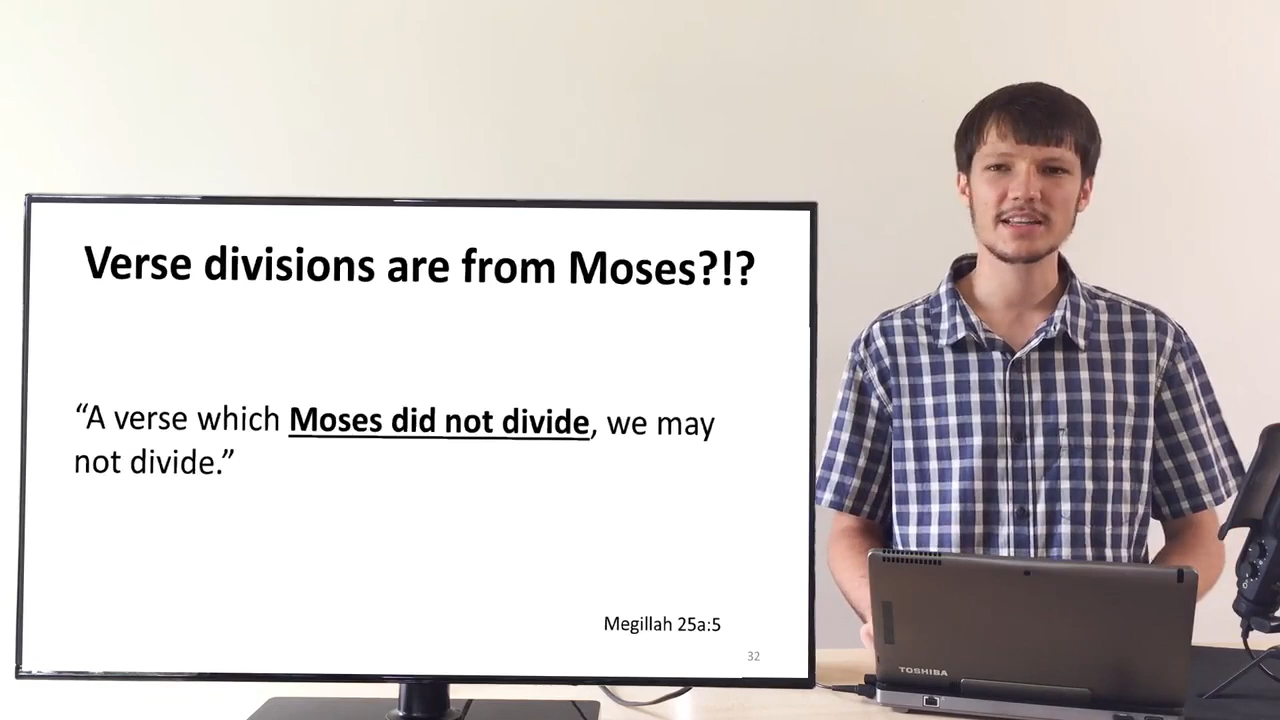 Verse divisions are from Moses?!?
“A verse which Moses did not divide, we may
not divide.”
Megillah 25a:5
32
TOSHIBA